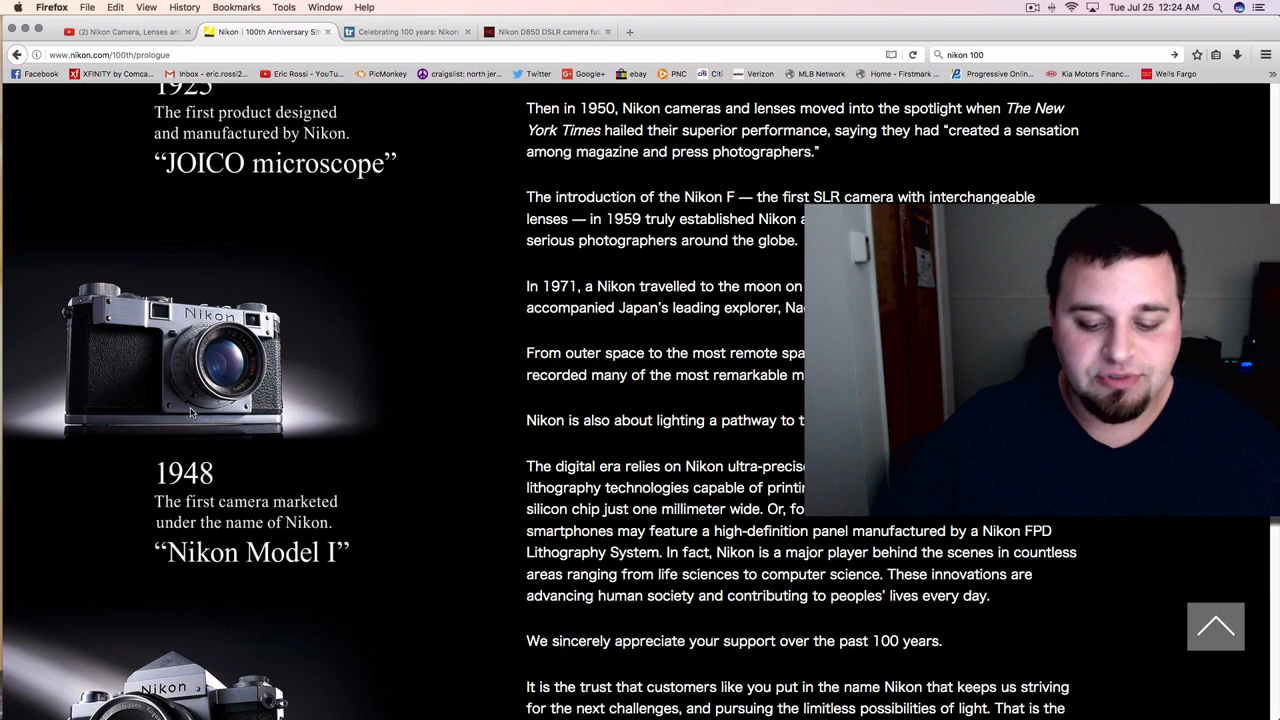 Firefox File Edit View History Bookmarks Tools Window Help Tue Jul 25 12:24 AM
(2) Nikon Camera, Lenses an
Nikon | 100th Anniversary Sit
Celebrating 100 years: Nikon
Nikon D850 DSLR camera fu
www.nikon.com/100th/prologue
nikon 100
Facebook XFINITY by Comca... Inbox - eric.rossi2... Eric Rossi - YouTu... PicMonkey craigslist: north jer... Twitter Google+ ebay PNC Citi Verizon MLB Network Home - Firstmark ... Progressive Onlin... Kia Motors Financ... Wells Fargo
1925
The first product designed
and manufactured by Nikon.
“JOICO microscope”
Nikon
1948
The first camera marketed
under the name of Nikon.
“Nikon Model I”
Nikon
Then in 1950, Nikon cameras and lenses moved into the spotlight when The New
York Times hailed their superior performance, saying they had “created a sensation
among magazine and press photographers.”
The introduction of the Nikon F — the first SLR camera with interchangeable
lenses — in 1959 truly established Nikon a
serious photographers around the globe.
In 1971, a Nikon travelled to the moon on
accompanied Japan’s leading explorer, Na
From outer space to the most remote spa
recorded many of the most remarkable m
Nikon is also about lighting a pathway to t
The digital era relies on Nikon ultra-precis
lithography technologies capable of printin
silicon chip just one millimeter wide. Or, fo
smartphones may feature a high-definition panel manufactured by a Nikon FPD
Lithography System. In fact, Nikon is a major player behind the scenes in countless
areas ranging from life sciences to computer science. These innovations are
advancing human society and contributing to peoples’ lives every day.
We sincerely appreciate your support over the past 100 years.
It is the trust that customers like you put in the name Nikon that keeps us striving
for the next challenges, and pursuing the limitless possibilities of light. That is the